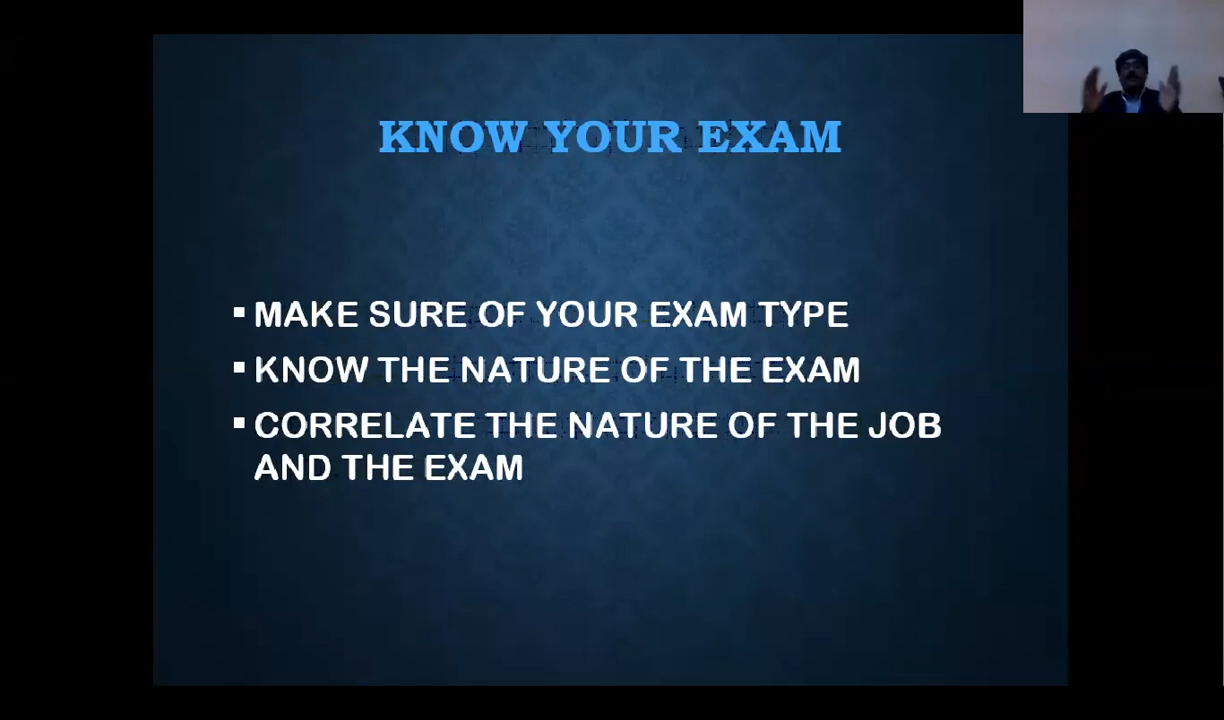 KNOW YOUR EXAM
▪ MAKE SURE OF YOUR EXAM TYPE
▪ KNOW THE NATURE OF THE EXAM
▪ CORRELATE THE NATURE OF THE JOB
AND THE EXAM